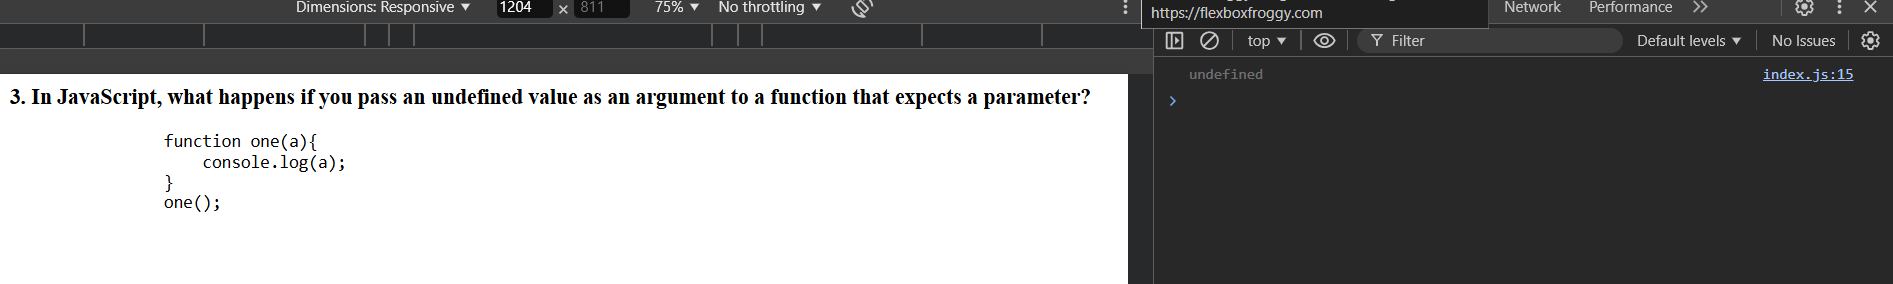 Dimensions: Responsive ▼ 1204 × 811 75% ▼ No throttling ▼
https://flexboxfroggy.com
Network Performance
top ▼ Filter Default levels ▼ No Issues
undefined index.js:15
3. In JavaScript, what happens if you pass an undefined value as an argument to a function that expects a parameter?
function one(a){
    console.log(a);
}
one();